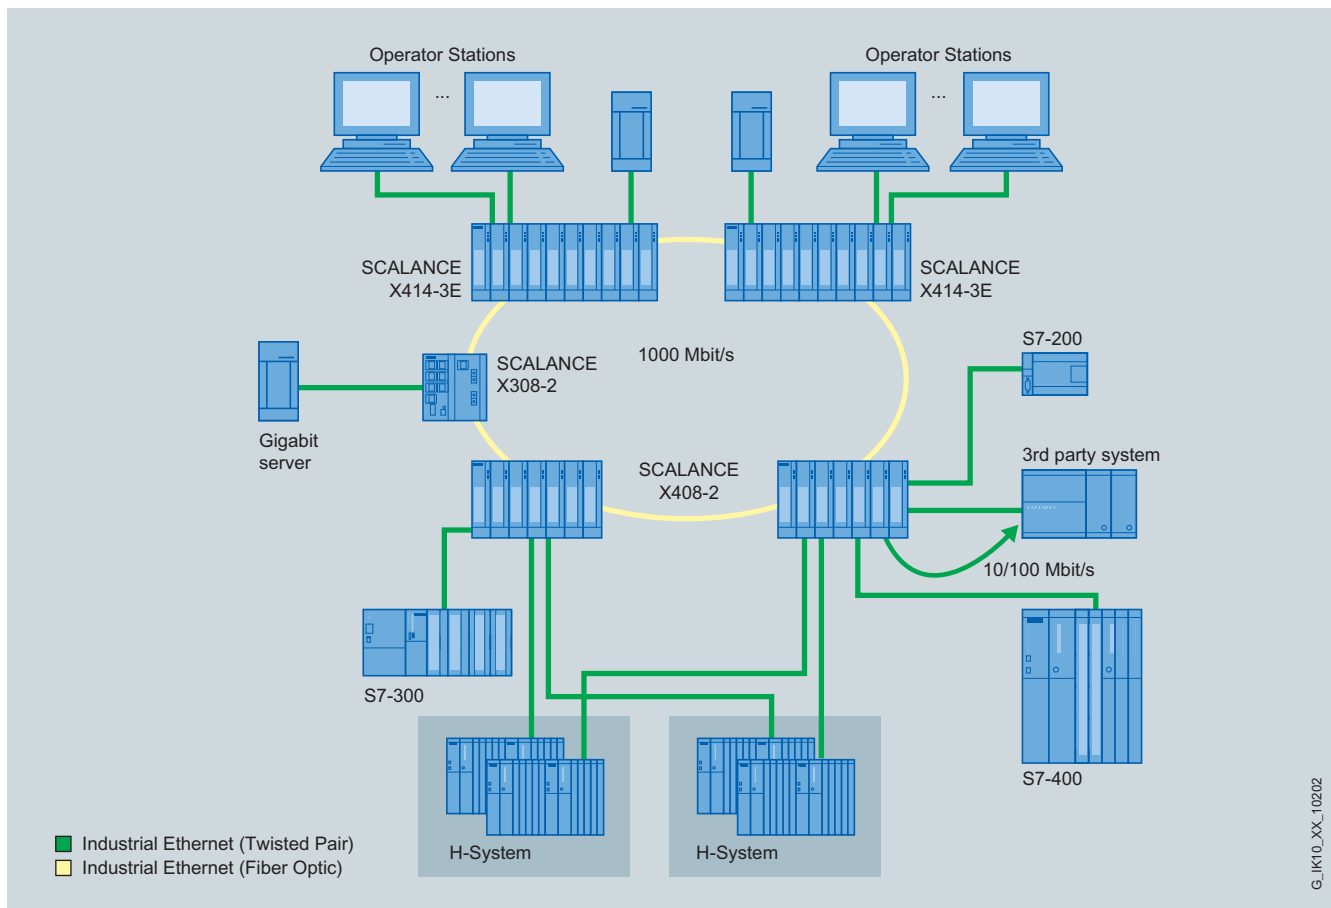 Operator Stations
Operator Stations
...
...
SCALANCE
X414-3E
SCALANCE
X414-3E
1000 Mbit/s
S7-200
SCALANCE
X308-2
Gigabit
server
SCALANCE
X408-2
3rd party system
10/100 Mbit/s
S7-300
S7-400
H-System
H-System
Industrial Ethernet (Twisted Pair)
Industrial Ethernet (Fiber Optic)
G_IK10_XX_10202